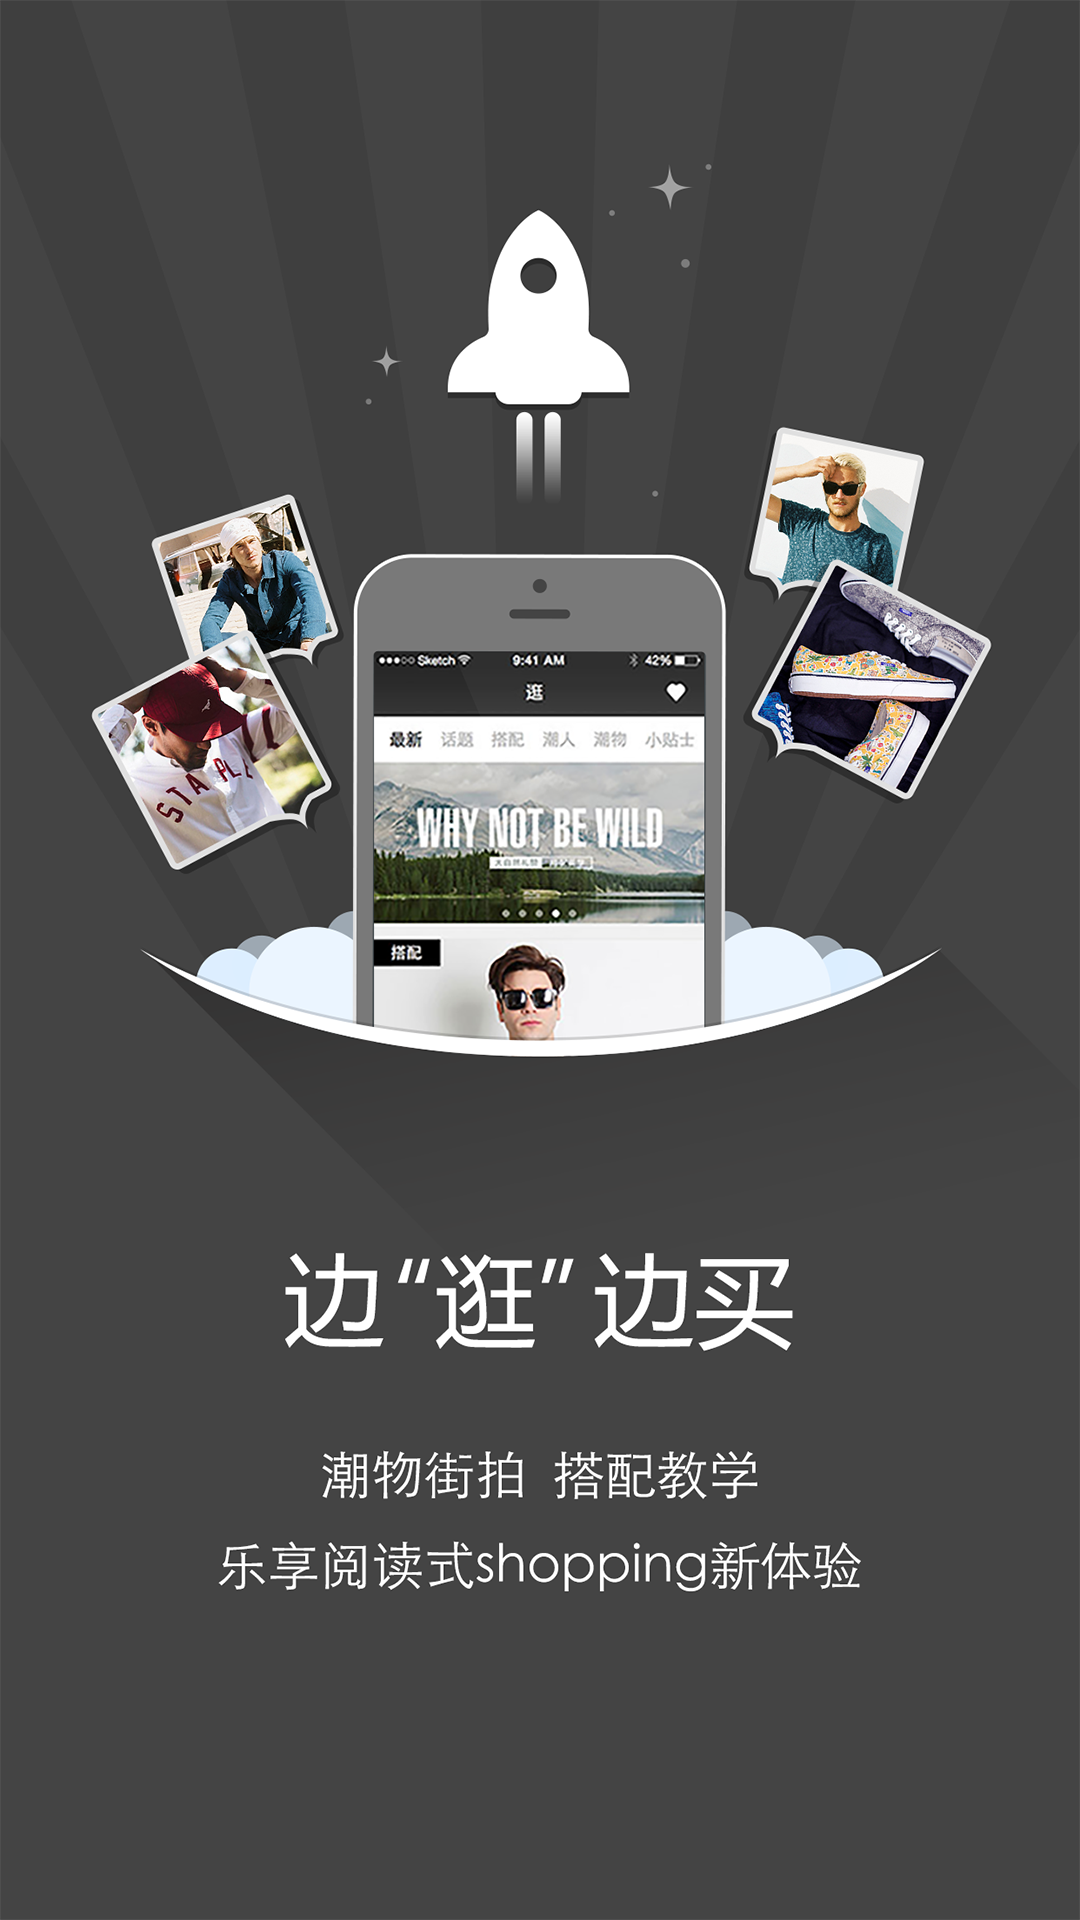 STAPLE
●●●○○ Sketch 9:41 AM 42%
逛
最新 话题 搭配 潮人 潮物 小贴士
WHY NOT BE WILD
搭配
边“逛”边买
潮物街拍 搭配教学
乐享阅读式shopping新体验